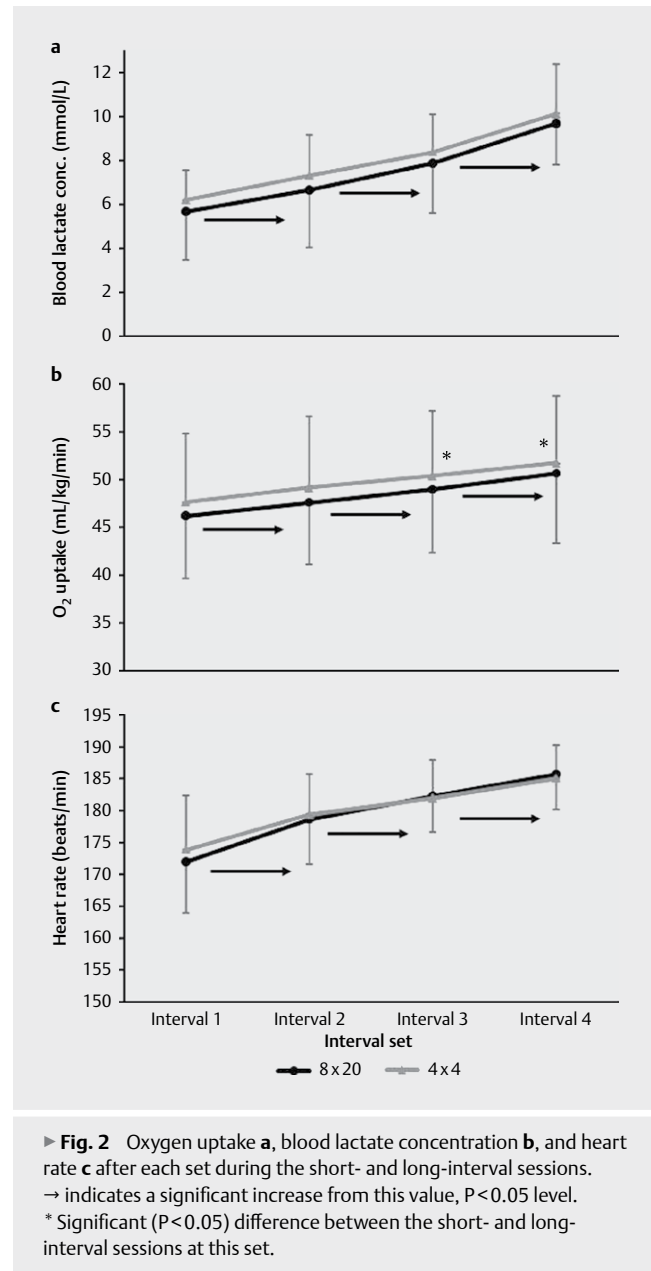 a
Blood lactate conc. (mmol/L)
12
10
8
6
4
2
0
b
O₂ uptake (mL/kg/min)
60
55
50
45
40
35
30
*
*
c
Heart rate (beats/min)
195
190
185
180
175
170
165
160
155
150
Interval 1 Interval 2 Interval 3 Interval 4
Interval set
8 x 20 4 x 4
► Fig. 2 Oxygen uptake a, blood lactate concentration b, and heart
rate c after each set during the short- and long-interval sessions.
→ indicates a significant increase from this value, P < 0.05 level.
* Significant (P < 0.05) difference between the short- and long-
interval sessions at this set.